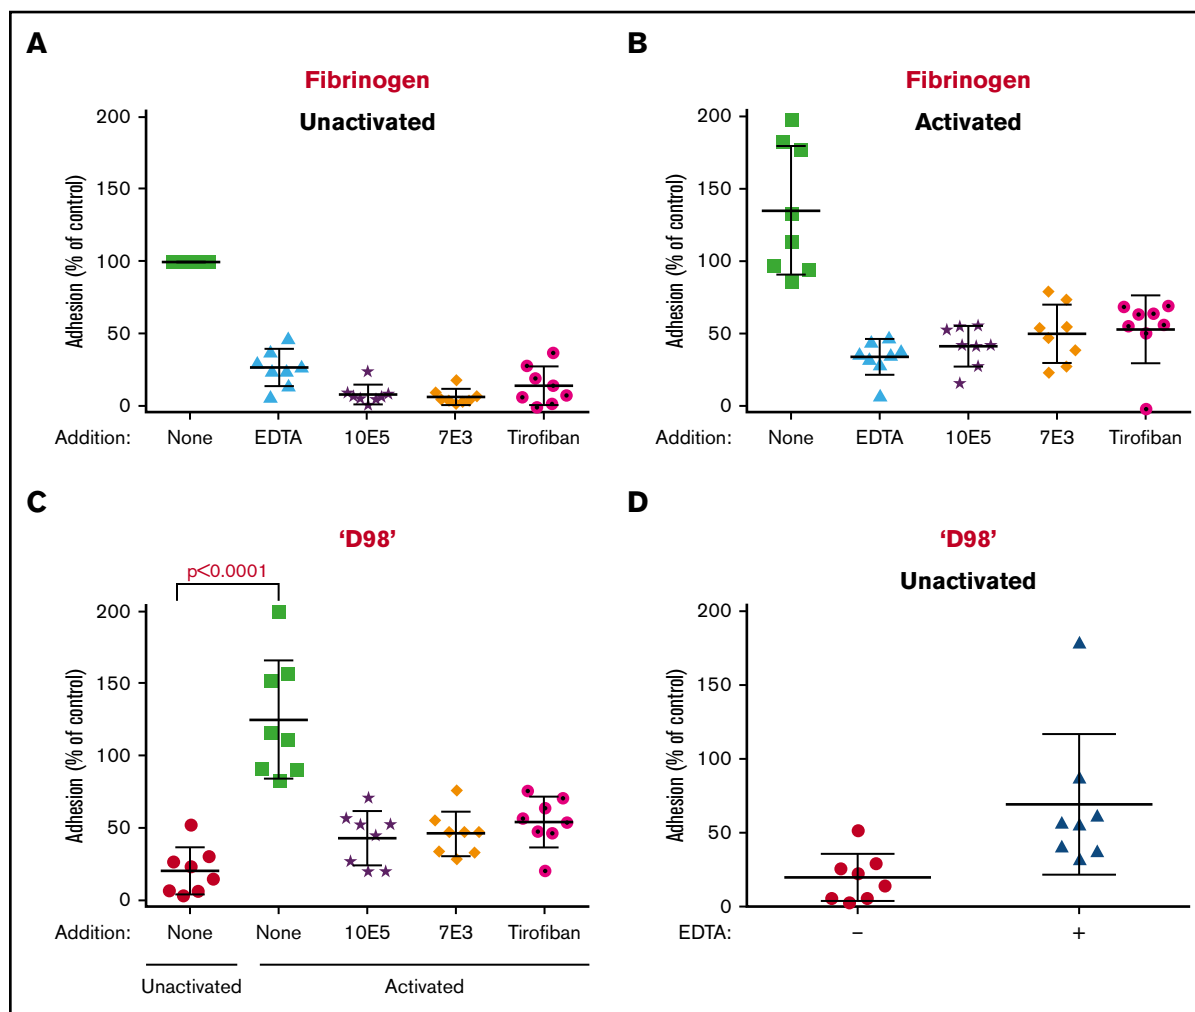 A
Fibrinogen
Unactivated
Adhesion (% of control)
200
150
100
50
0
Addition: None EDTA 10E5 7E3 Tirofiban
B
Fibrinogen
Activated
Adhesion (% of control)
200
150
100
50
0
None EDTA 10E5 7E3 Tirofiban
C
‘D98’
p<0.0001
Adhesion (% of control)
200
150
100
50
0
Addition: None None 10E5 7E3 Tirofiban
Unactivated Activated
D
‘D98’
Unactivated
Adhesion (% of control)
200
150
100
50
0
EDTA: − +